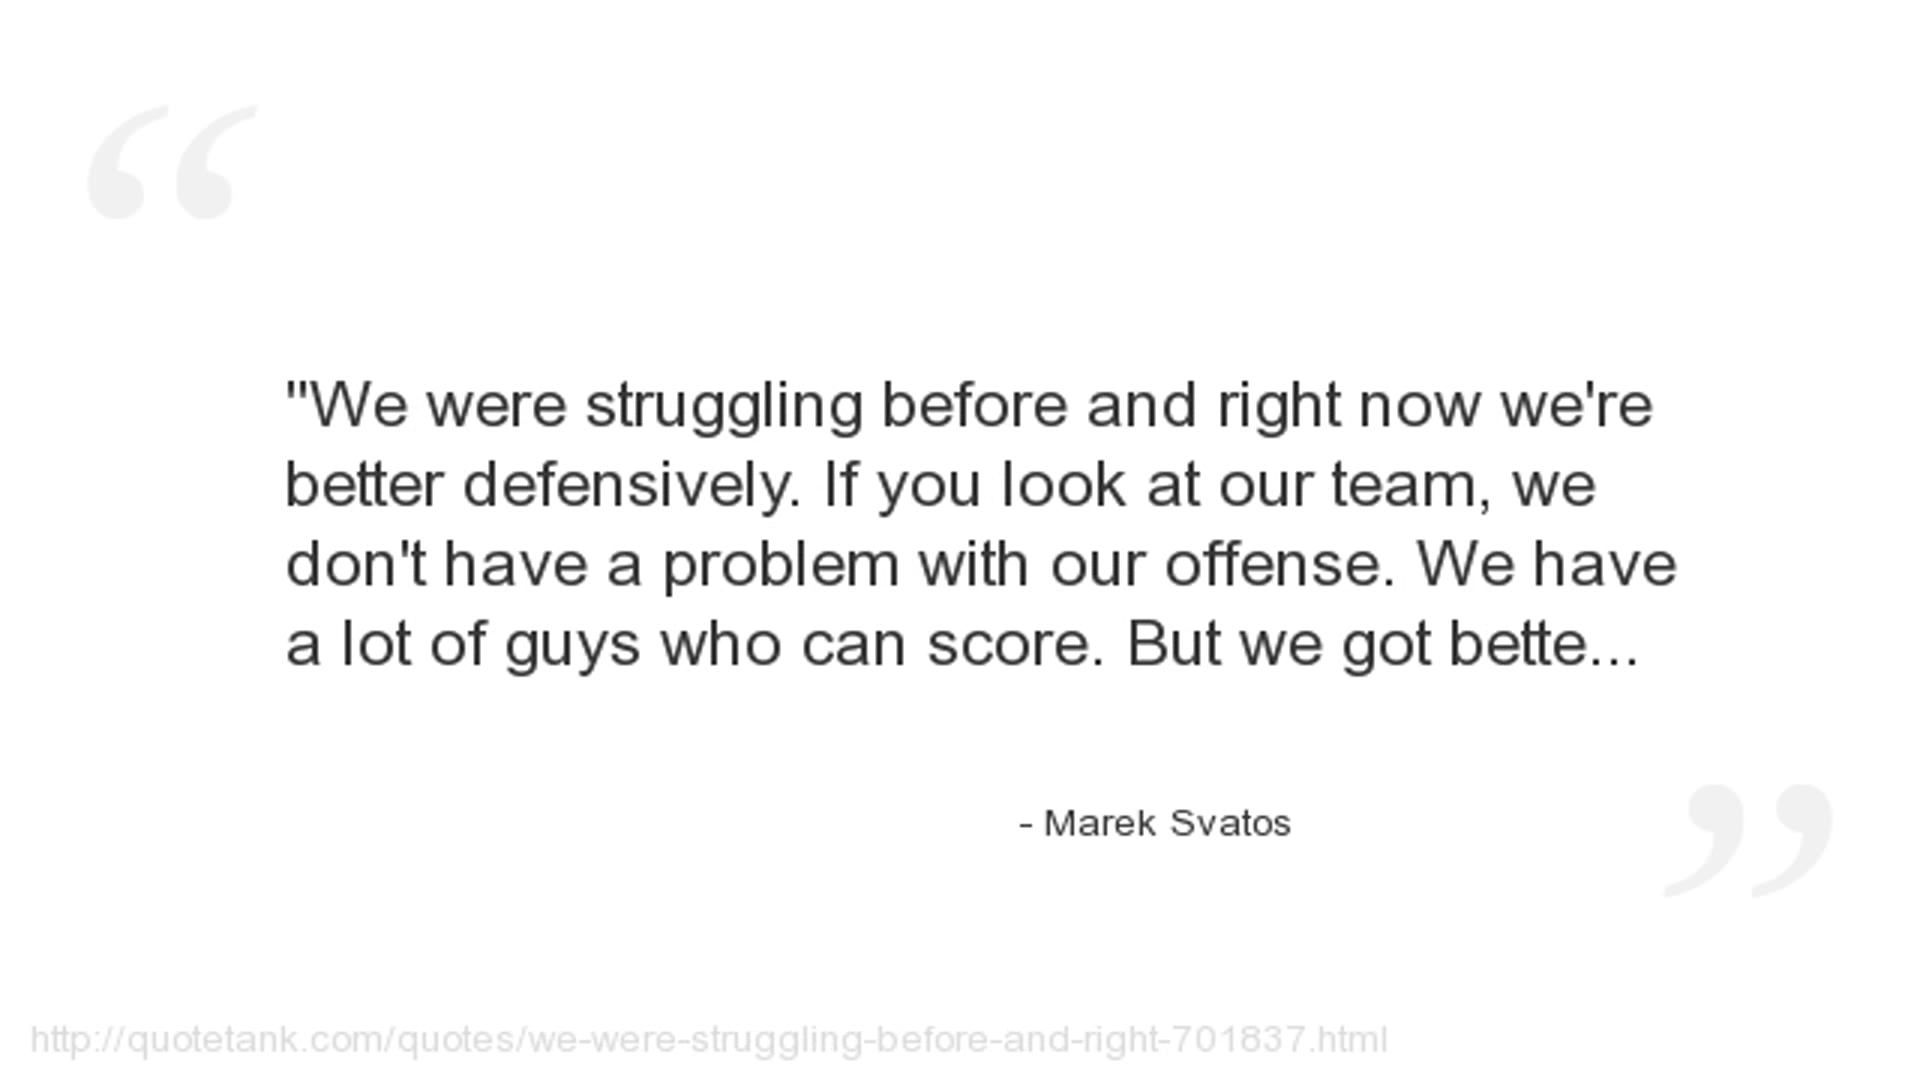 "We were struggling before and right now we're
better defensively. If you look at our team, we
don't have a problem with our offense. We have
a lot of guys who can score. But we got bette...
- Marek Svatos
http://quotetank.com/quotes/we-were-struggling-before-and-right-701837.html